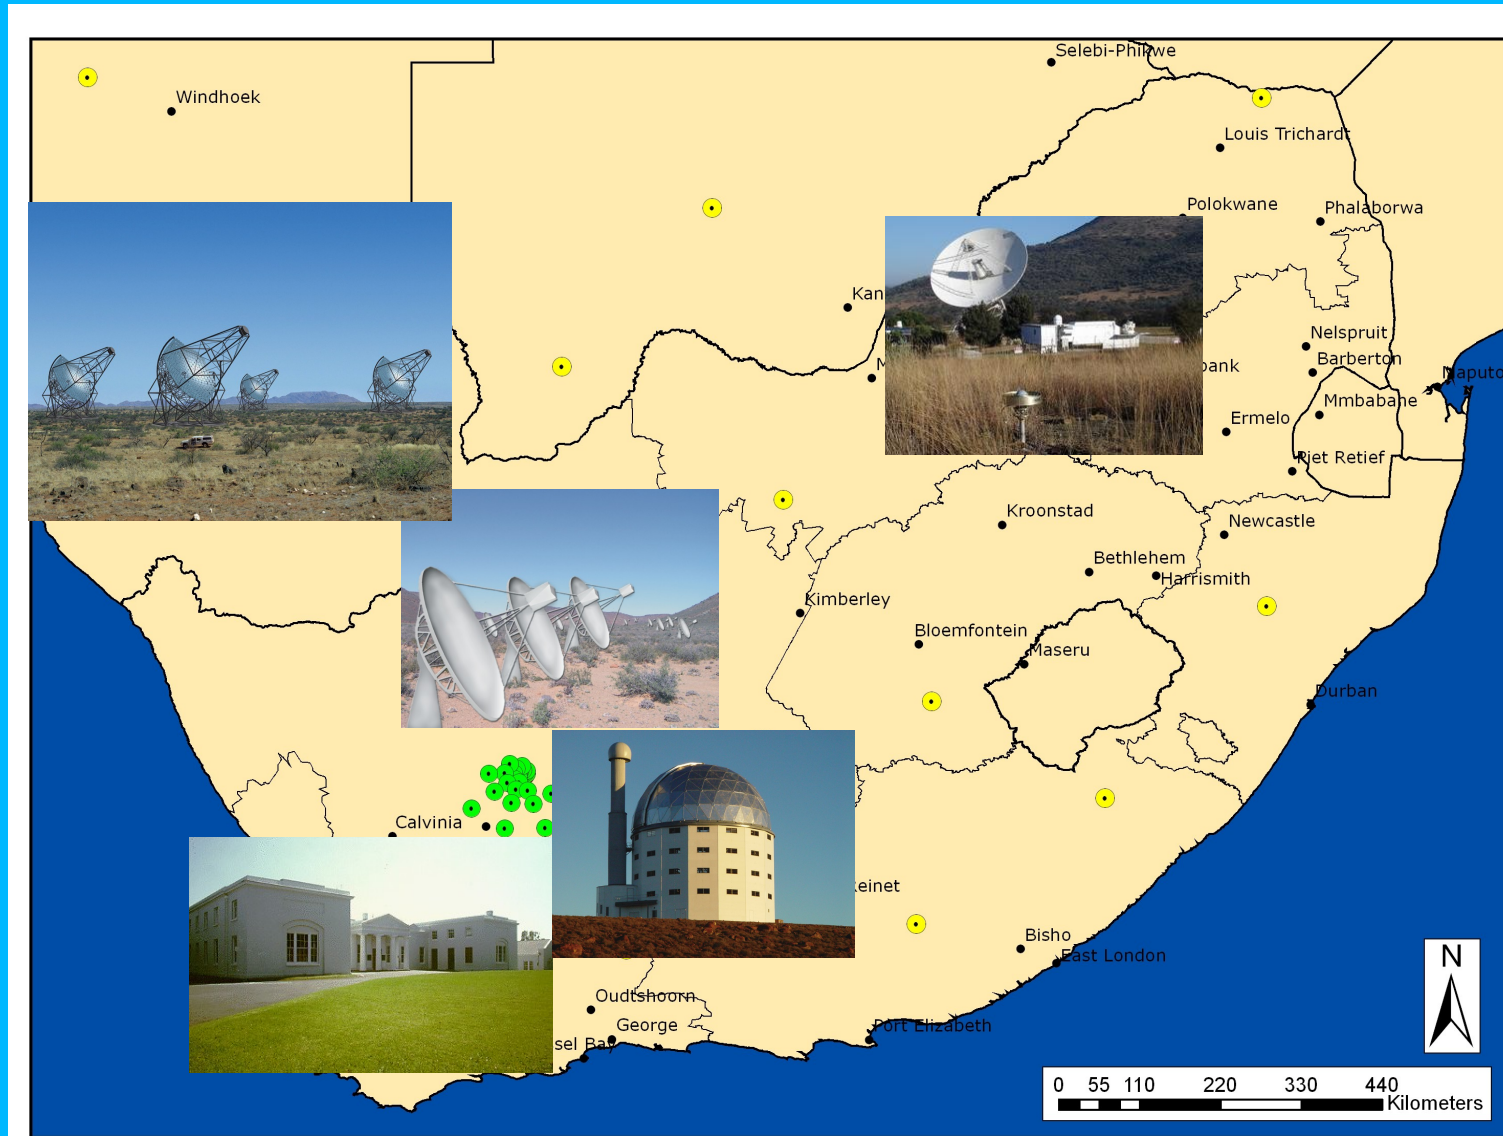 Selebi-Phikwe
Windhoek
Louis Trichardt
Polokwane
Phalaborwa
Kan
Nelspruit
M
bank
Barberton
Maputo
Mmbabane
Ermelo
Piet Retief
Kroonstad
Newcastle
Bethlehem
Harrismith
Kimberley
Bloemfontein
Maseru
Durban
Calvinia
einet
Bisho
East London
N
Oudtshoorn
George
Port Elizabeth
sel Bay
0 55 110 220 330 440
Kilometers